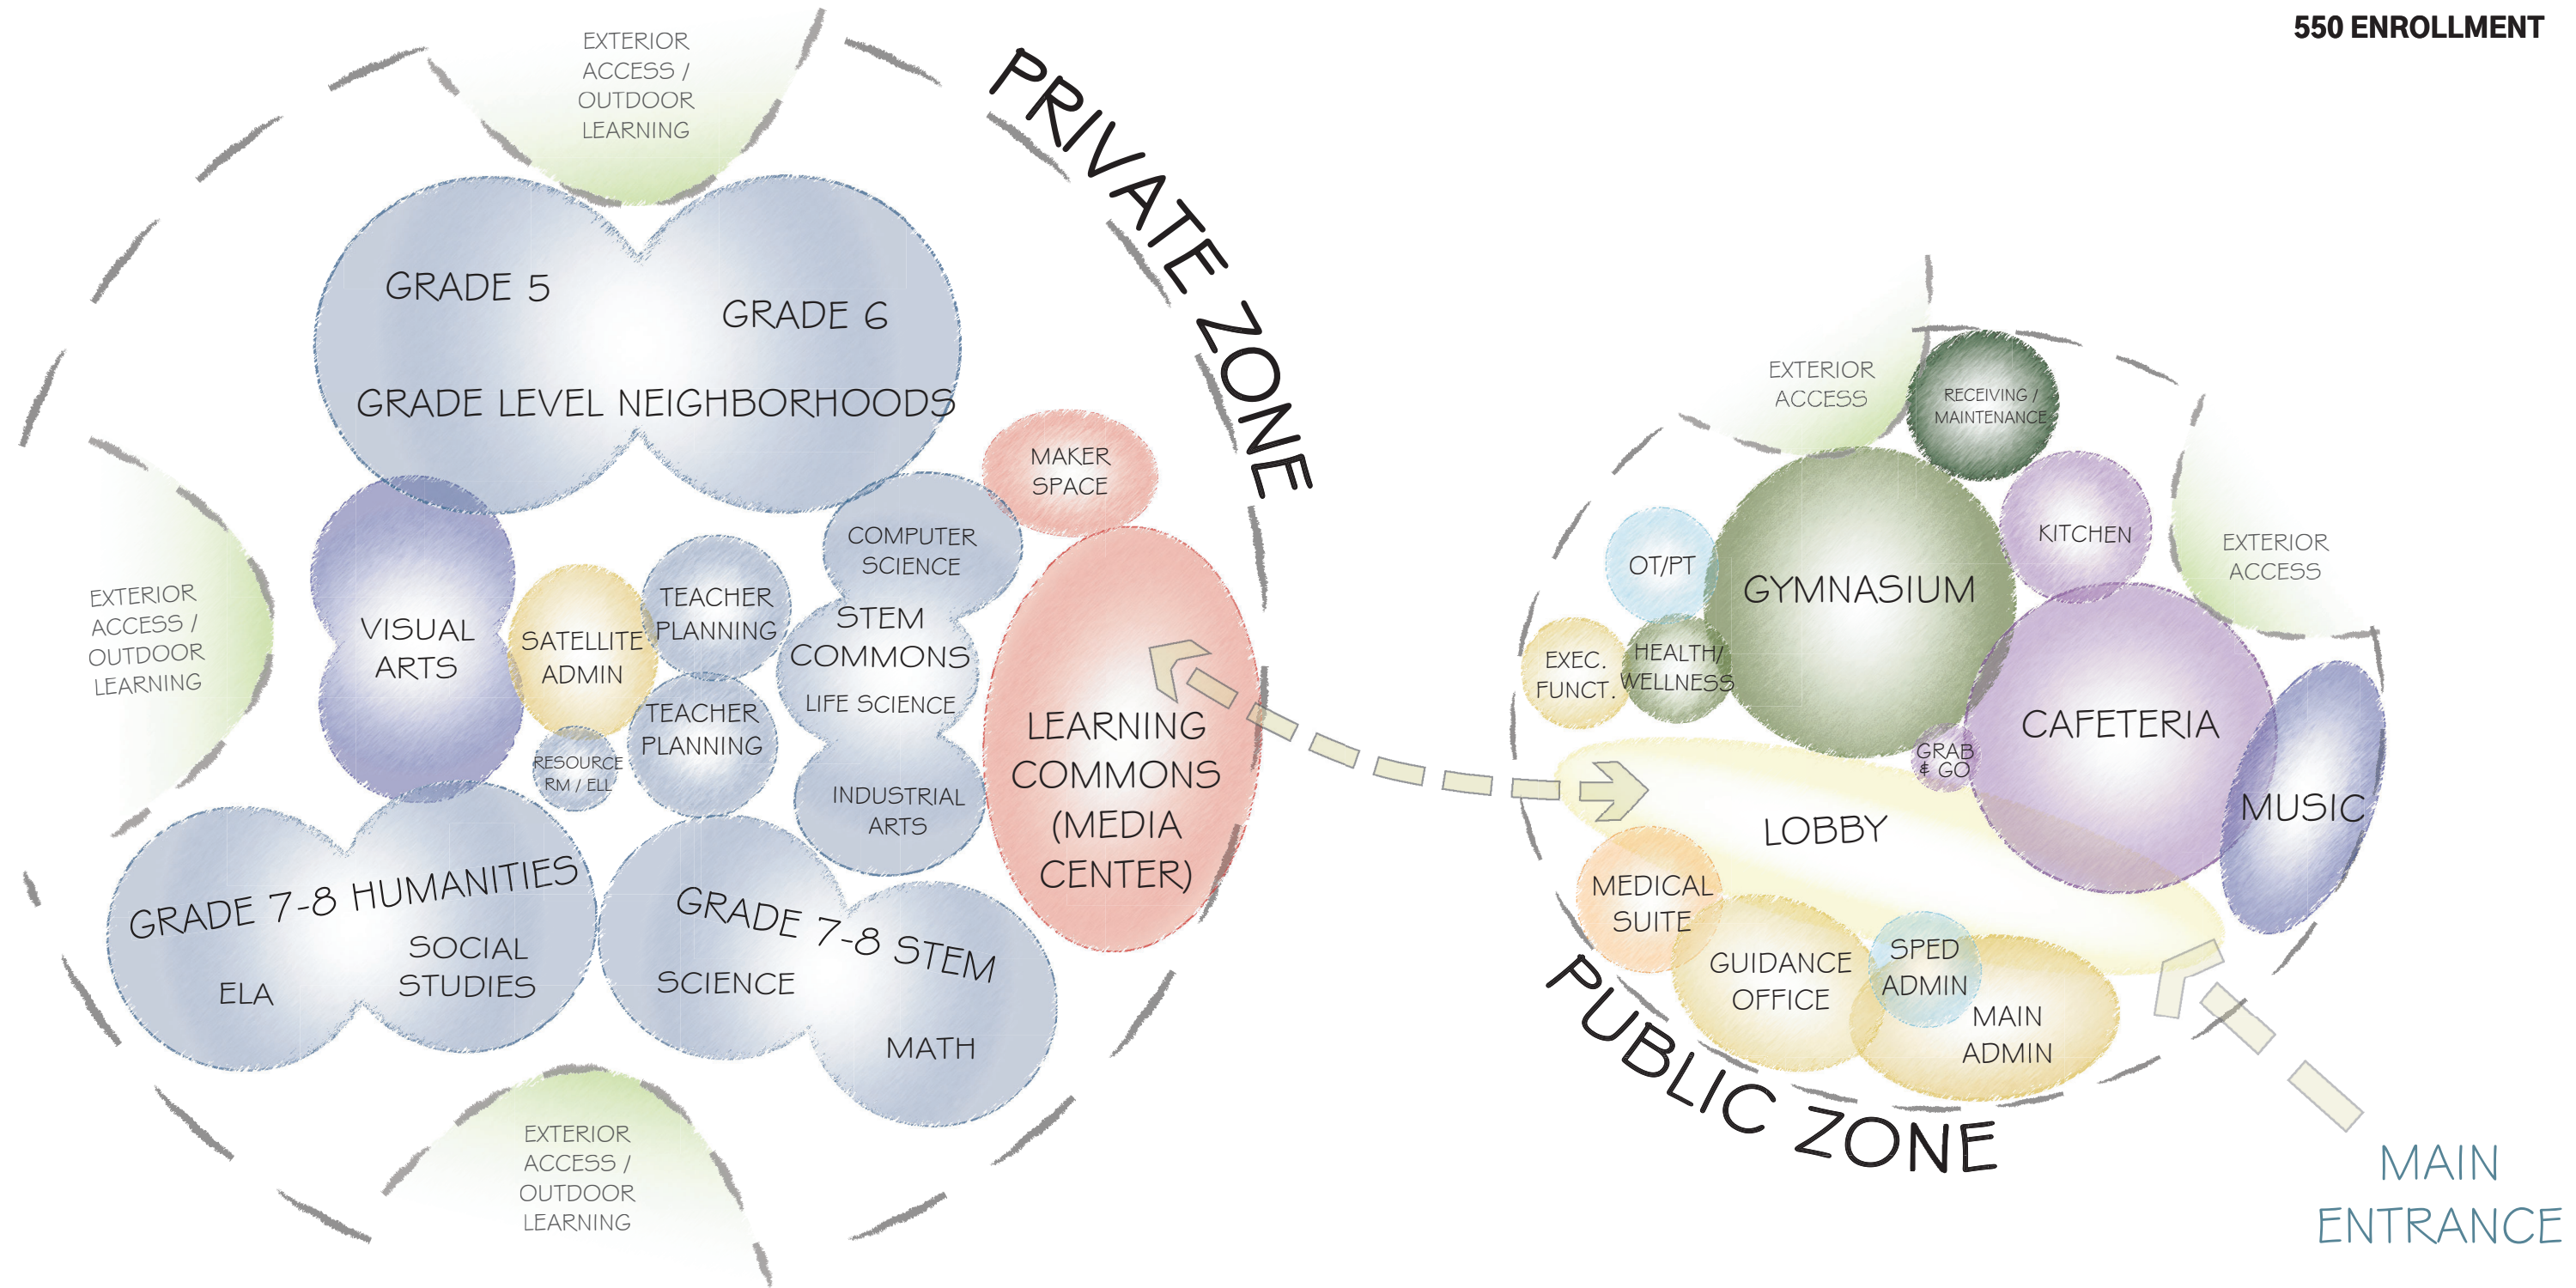 550 ENROLLMENT
EXTERIOR
ACCESS /
OUTDOOR
LEARNING
PRIVATE ZONE
GRADE 5
GRADE 6
GRADE LEVEL NEIGHBORHOODS
MAKER
SPACE
COMPUTER
SCIENCE
STEM
COMMONS
LIFE SCIENCE
INDUSTRIAL
ARTS
EXTERIOR
ACCESS /
OUTDOOR
LEARNING
VISUAL
ARTS
SATELLITE
ADMIN
TEACHER
PLANNING
TEACHER
PLANNING
RESOURCE
RM / ELL
LEARNING
COMMONS
(MEDIA
CENTER)
GRADE 7-8 HUMANITIES
ELA
SOCIAL
STUDIES
GRADE 7-8 STEM
SCIENCE
MATH
EXTERIOR
ACCESS /
OUTDOOR
LEARNING
EXTERIOR
ACCESS
RECEIVING /
MAINTENANCE
KITCHEN
EXTERIOR
ACCESS
OT/PT
GYMNASIUM
EXEC.
FUNCT.
HEALTH/
WELLNESS
CAFETERIA
GRAB
& GO
MUSIC
LOBBY
MEDICAL
SUITE
GUIDANCE
OFFICE
SPED
ADMIN
MAIN
ADMIN
PUBLIC ZONE
MAIN
ENTRANCE